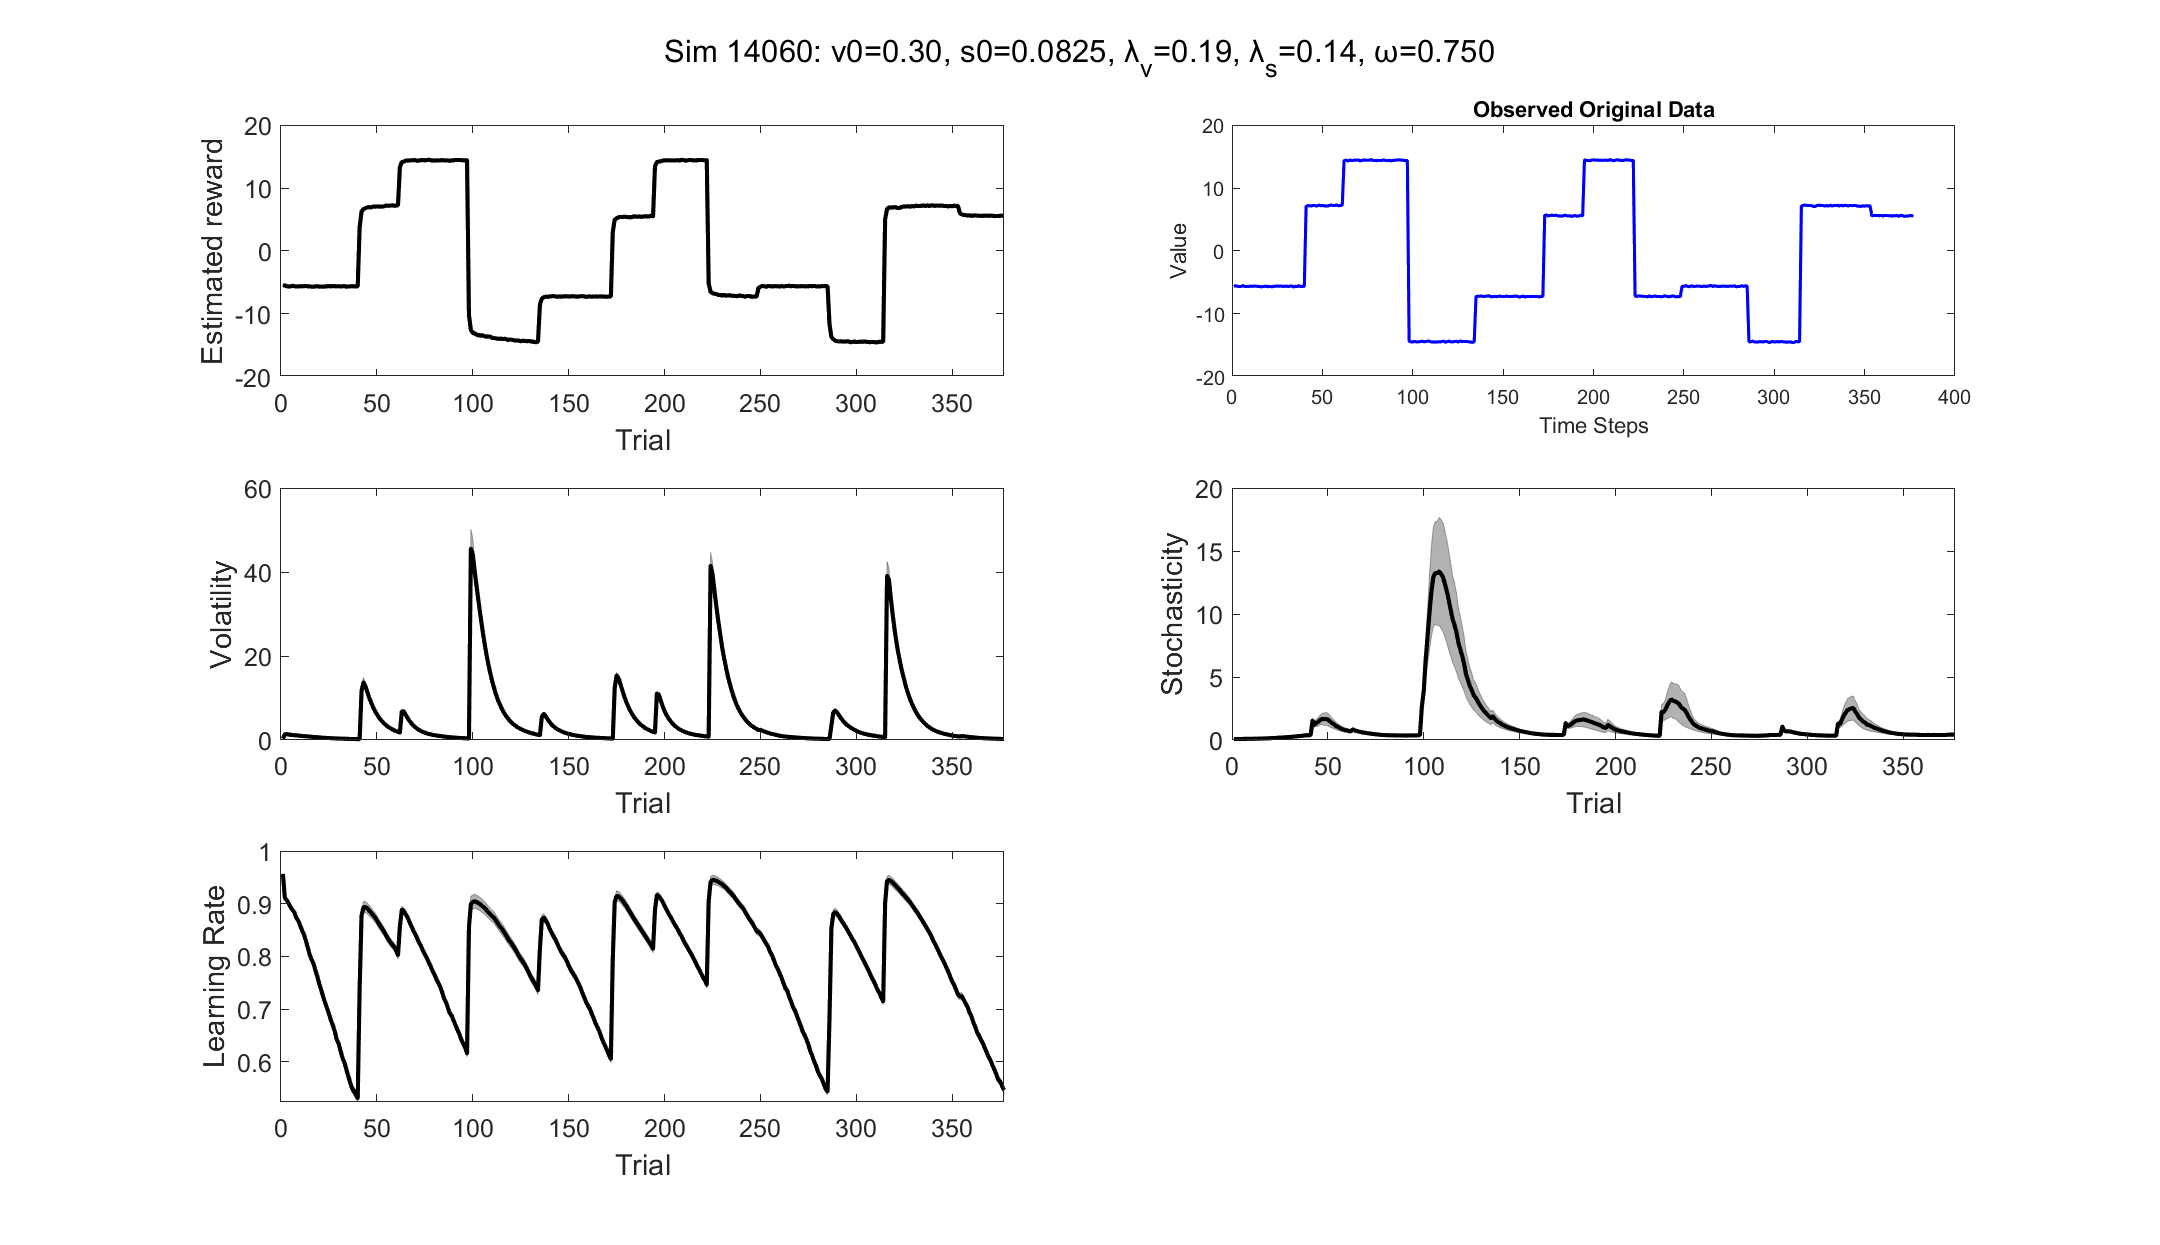 Sim 14060: v0=0.30, s0=0.0825, λ_v=0.19, λ_s=0.14, ω=0.750
20
10
0
-10
-20
Estimated reward
0 50 100 150 200 250 300 350
Trial
Observed Original Data
20
10
0
-10
-20
Value
0 50 100 150 200 250 300 350 400
Time Steps
60
40
20
0
Volatility
0 50 100 150 200 250 300 350
Trial
20
15
10
5
0
Stochasticity
0 50 100 150 200 250 300 350
Trial
1
0.9
0.8
0.7
0.6
Learning Rate
0 50 100 150 200 250 300 350
Trial